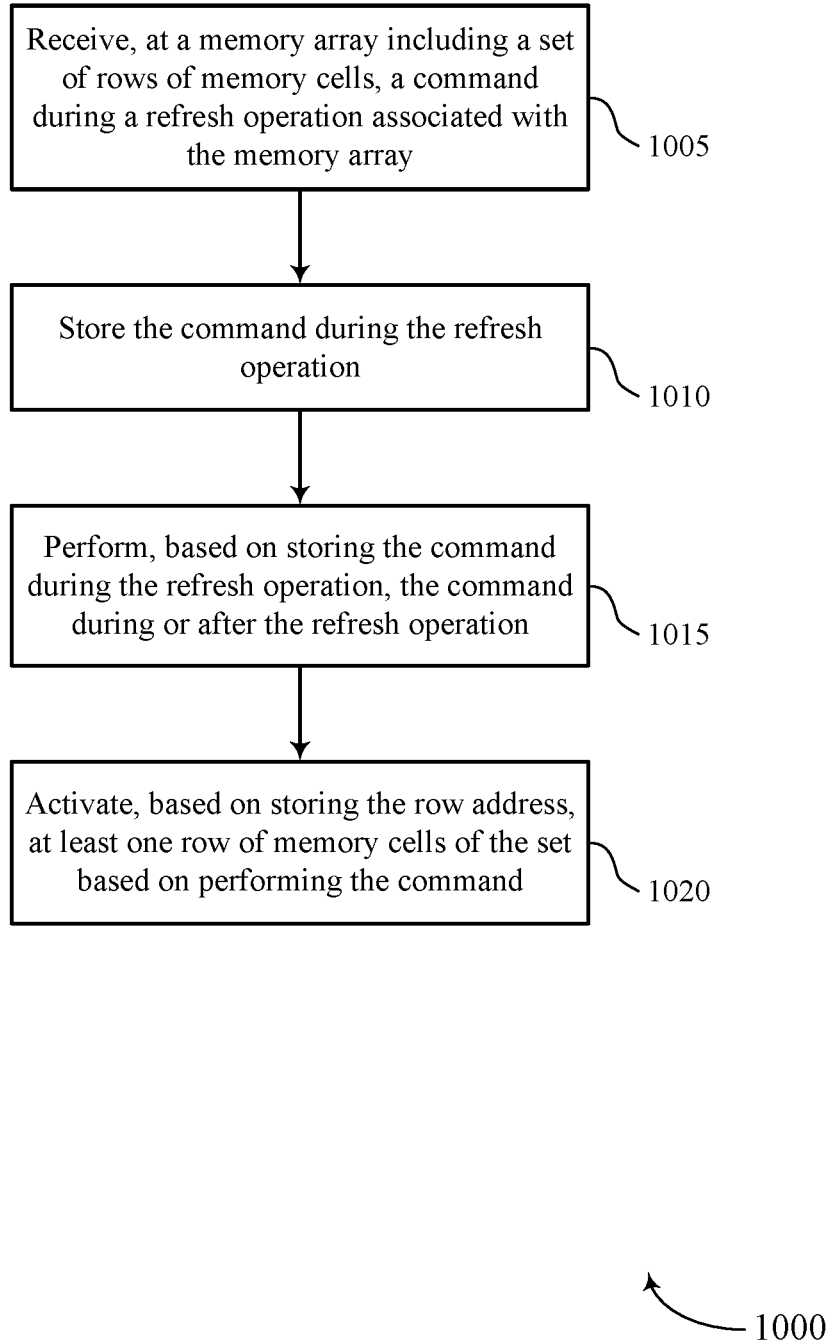 Receive, at a memory array including a set
of rows of memory cells, a command
during a refresh operation associated with
the memory array
1005
Store the command during the refresh
operation
1010
Perform, based on storing the command
during the refresh operation, the command
during or after the refresh operation
1015
Activate, based on storing the row address,
at least one row of memory cells of the set
based on performing the command
1020
1000